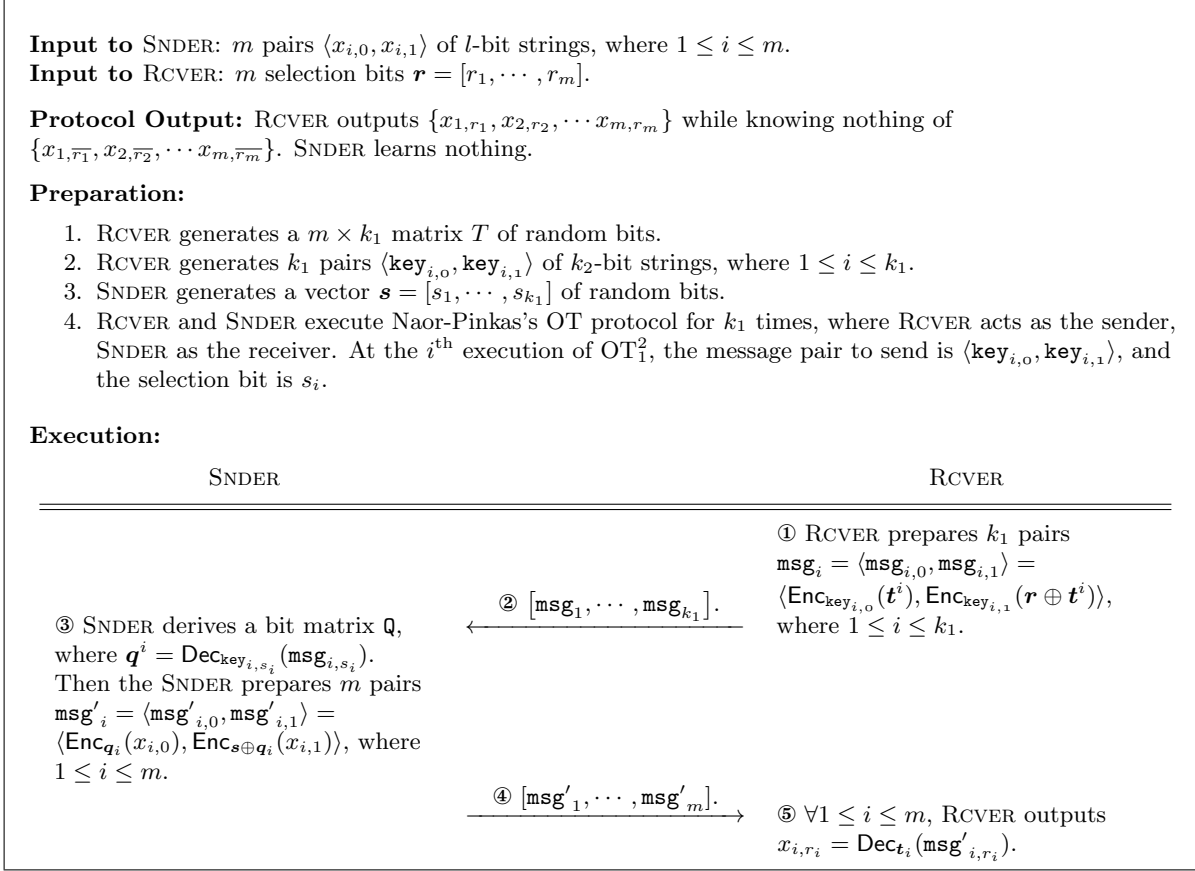 Input to SNDER: m pairs ⟨x_{i,0}, x_{i,1}⟩ of l-bit strings, where 1 ≤ i ≤ m.
Input to RCVER: m selection bits r = [r_1, ··· , r_m].
Protocol Output: RCVER outputs {x_{1,r_1}, x_{2,r_2}, ··· x_{m,r_m}} while knowing nothing of
{x_{1,\overline{r_1}}, x_{2,\overline{r_2}}, ··· x_{m,\overline{r_m}}}. SNDER learns nothing.
Preparation:
1. RCVER generates a m × k_1 matrix T of random bits.
2. RCVER generates k_1 pairs ⟨key_{i,0}, key_{i,1}⟩ of k_2-bit strings, where 1 ≤ i ≤ k_1.
3. SNDER generates a vector s = [s_1, ··· , s_{k_1}] of random bits.
4. RCVER and SNDER execute Naor-Pinkas's OT protocol for k_1 times, where RCVER acts as the sender,
SNDER as the receiver. At the i^{th} execution of OT_1^2, the message pair to send is ⟨key_{i,0}, key_{i,1}⟩, and
the selection bit is s_i.
Execution:
SNDER RCVER
① RCVER prepares k_1 pairs
msg_i = ⟨msg_{i,0}, msg_{i,1}⟩ =
⟨Enc_{key_{i,0}}(t^i), Enc_{key_{i,1}}(r ⊕ t^i)⟩,
where 1 ≤ i ≤ k_1.
② [msg_1, ··· , msg_{k_1}].
③ SNDER derives a bit matrix Q,
where q^i = Dec_{key_{i,s_i}}(msg_{i,s_i}).
Then the SNDER prepares m pairs
msg'_i = ⟨msg'_{i,0}, msg'_{i,1}⟩ =
⟨Enc_{q_i}(x_{i,0}), Enc_{s⊕q_i}(x_{i,1})⟩, where
1 ≤ i ≤ m.
④ [msg'_1, ··· , msg'_m].
⑤ ∀1 ≤ i ≤ m, RCVER outputs
x_{i,r_i} = Dec_{t_i}(msg'_{i,r_i}).